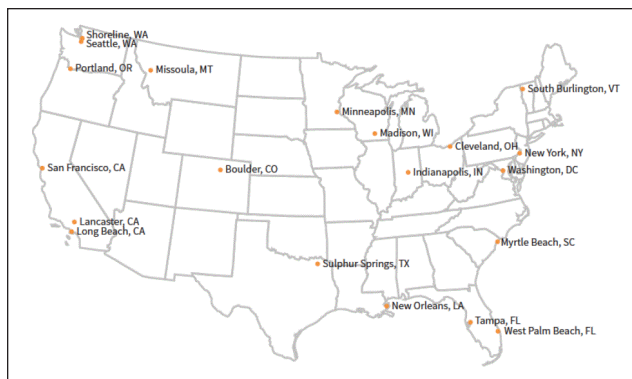 Shoreline, WA
Seattle, WA
Portland, OR
Missoula, MT
South Burlington, VT
Minneapolis, MN
Madison, WI
Cleveland, OH
New York, NY
San Francisco, CA
Boulder, CO
Indianapolis, IN
Washington, DC
Lancaster, CA
Long Beach, CA
Myrtle Beach, SC
Sulphur Springs, TX
New Orleans, LA
Tampa, FL
West Palm Beach, FL